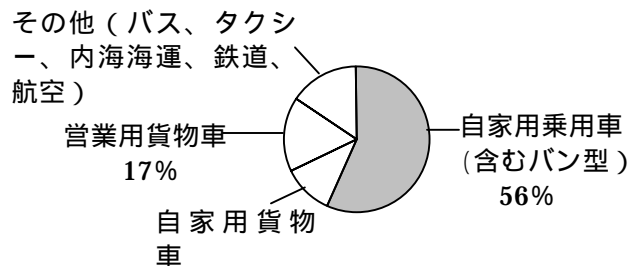 その他（バス、タクシ
ー、内海海運、鉄道、
航空）
営業用貨物車
17%
自家用貨物
車
自家用乗用車
(含むバン型）
56%